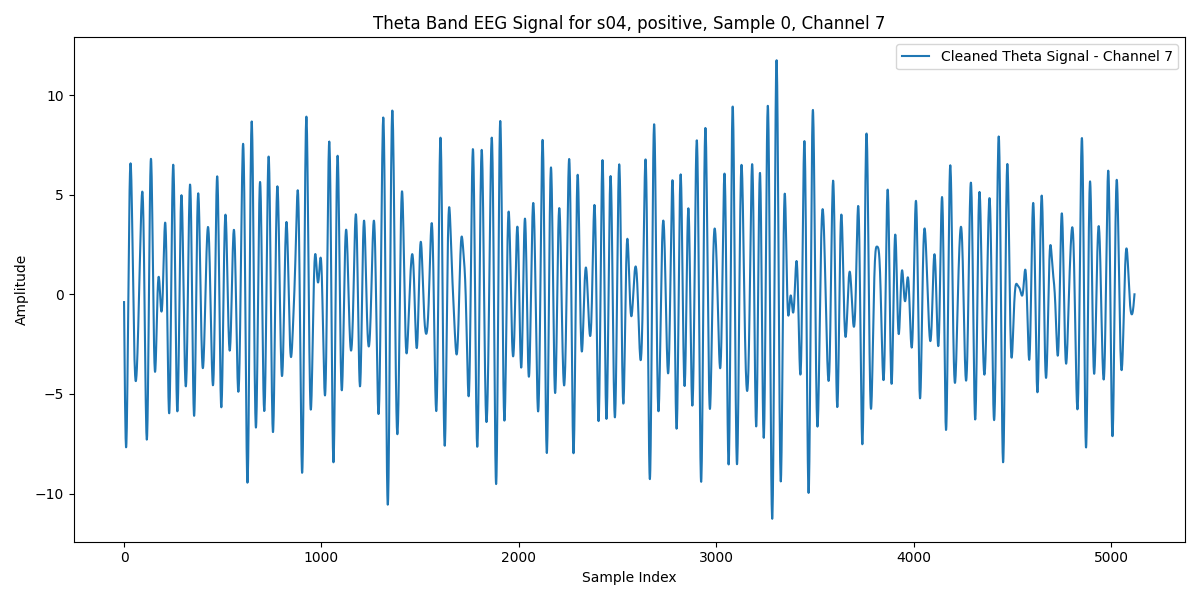 Theta Band EEG Signal for s04, positive, Sample 0, Channel 7
Cleaned Theta Signal - Channel 7
Amplitude
10
5
0
−5
−10
0 1000 2000 3000 4000 5000
Sample Index